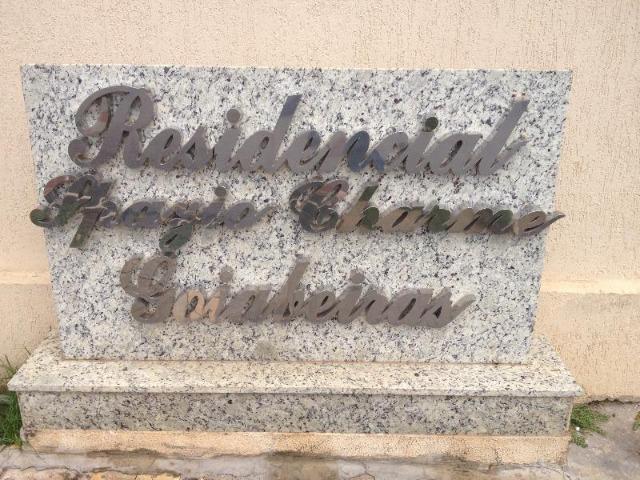 Residencial
Spazio Charme
Goiabeiras